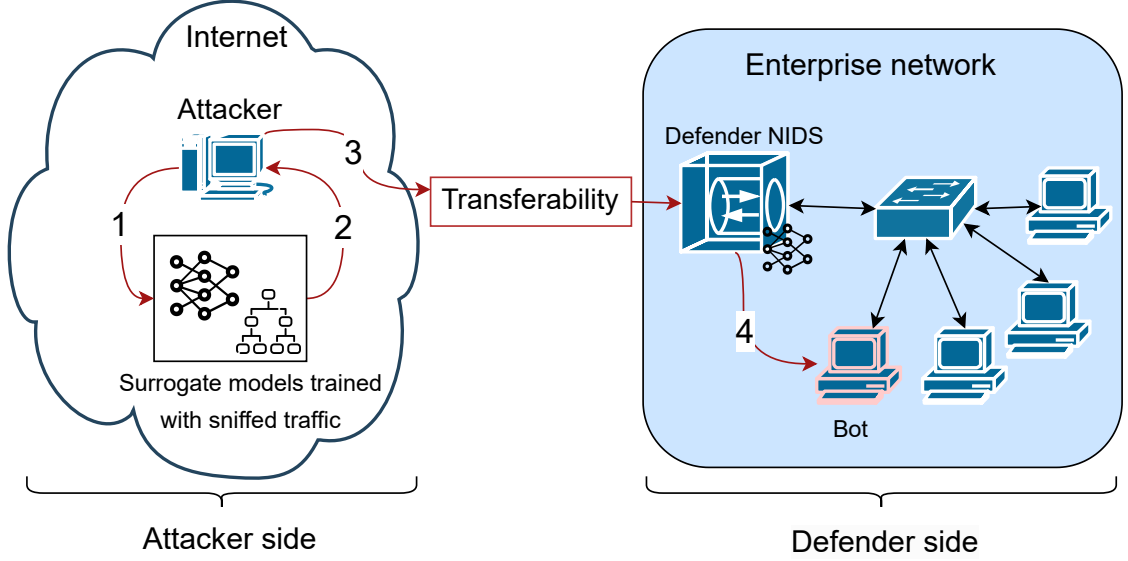 Internet
Attacker
1
2
3
Surrogate models trained
with sniffed traffic
Attacker side
Transferability
Enterprise network
Defender NIDS
4
Bot
Defender side